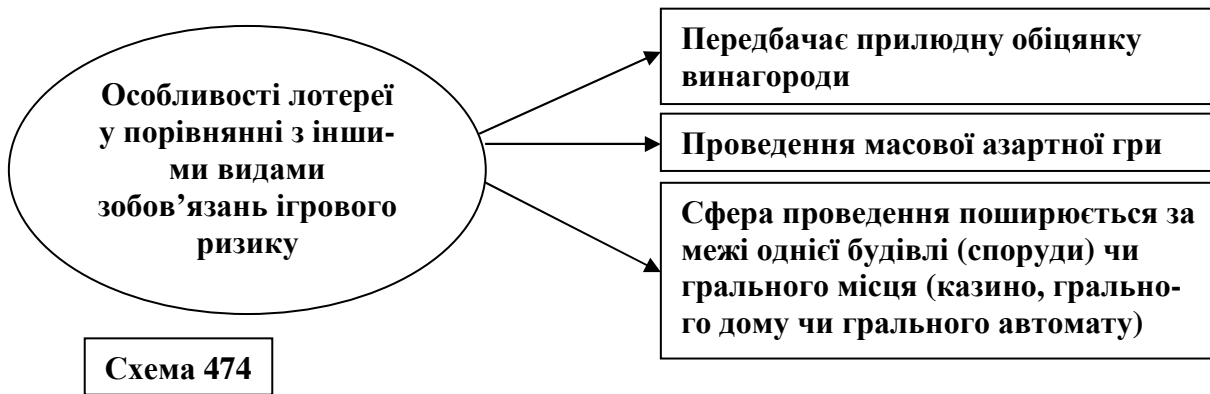 Особливості лотереї
у порівнянні з інши-
ми видами
зобов’язань ігрового
ризику
Передбачає прилюдну обіцянку
винагороди
Проведення масової азартної гри
Сфера проведення поширюється за
межі однієї будівлі (споруди) чи
грального місця (казино, грально-
го дому чи грального автомату)
Схема 474